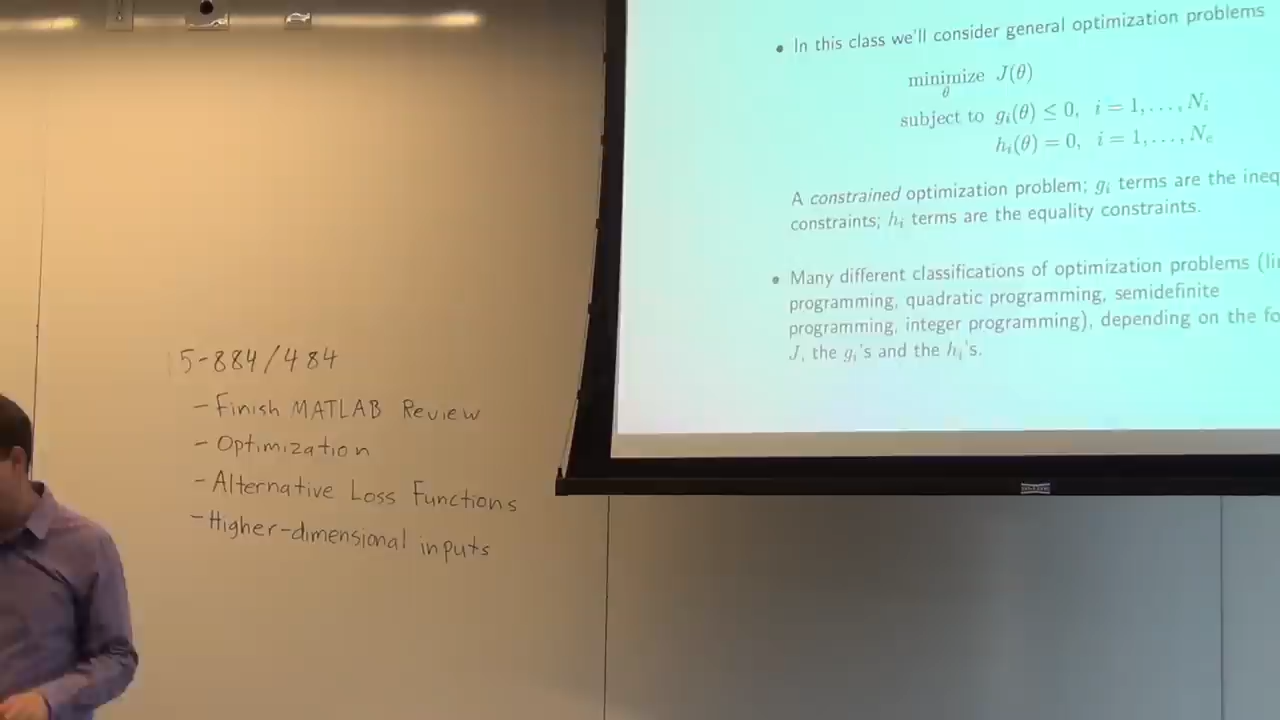 5-884/484
- Finish MATLAB Review
- Optimization
- Alternative Loss Functions
- Higher-dimensional inputs
• In this class we'll consider general optimization problems
minimize J(θ)
θ
subject to gᵢ(θ) ≤ 0, i = 1, . . . , Nᵢ
hᵢ(θ) = 0, i = 1, . . . , Nₑ
A constrained optimization problem; gᵢ terms are the ineq
constraints; hᵢ terms are the equality constraints.
• Many different classifications of optimization problems (li
programming, quadratic programming, semidefinite
programming, integer programming), depending on the fo
J, the gᵢ's and the hᵢ's.